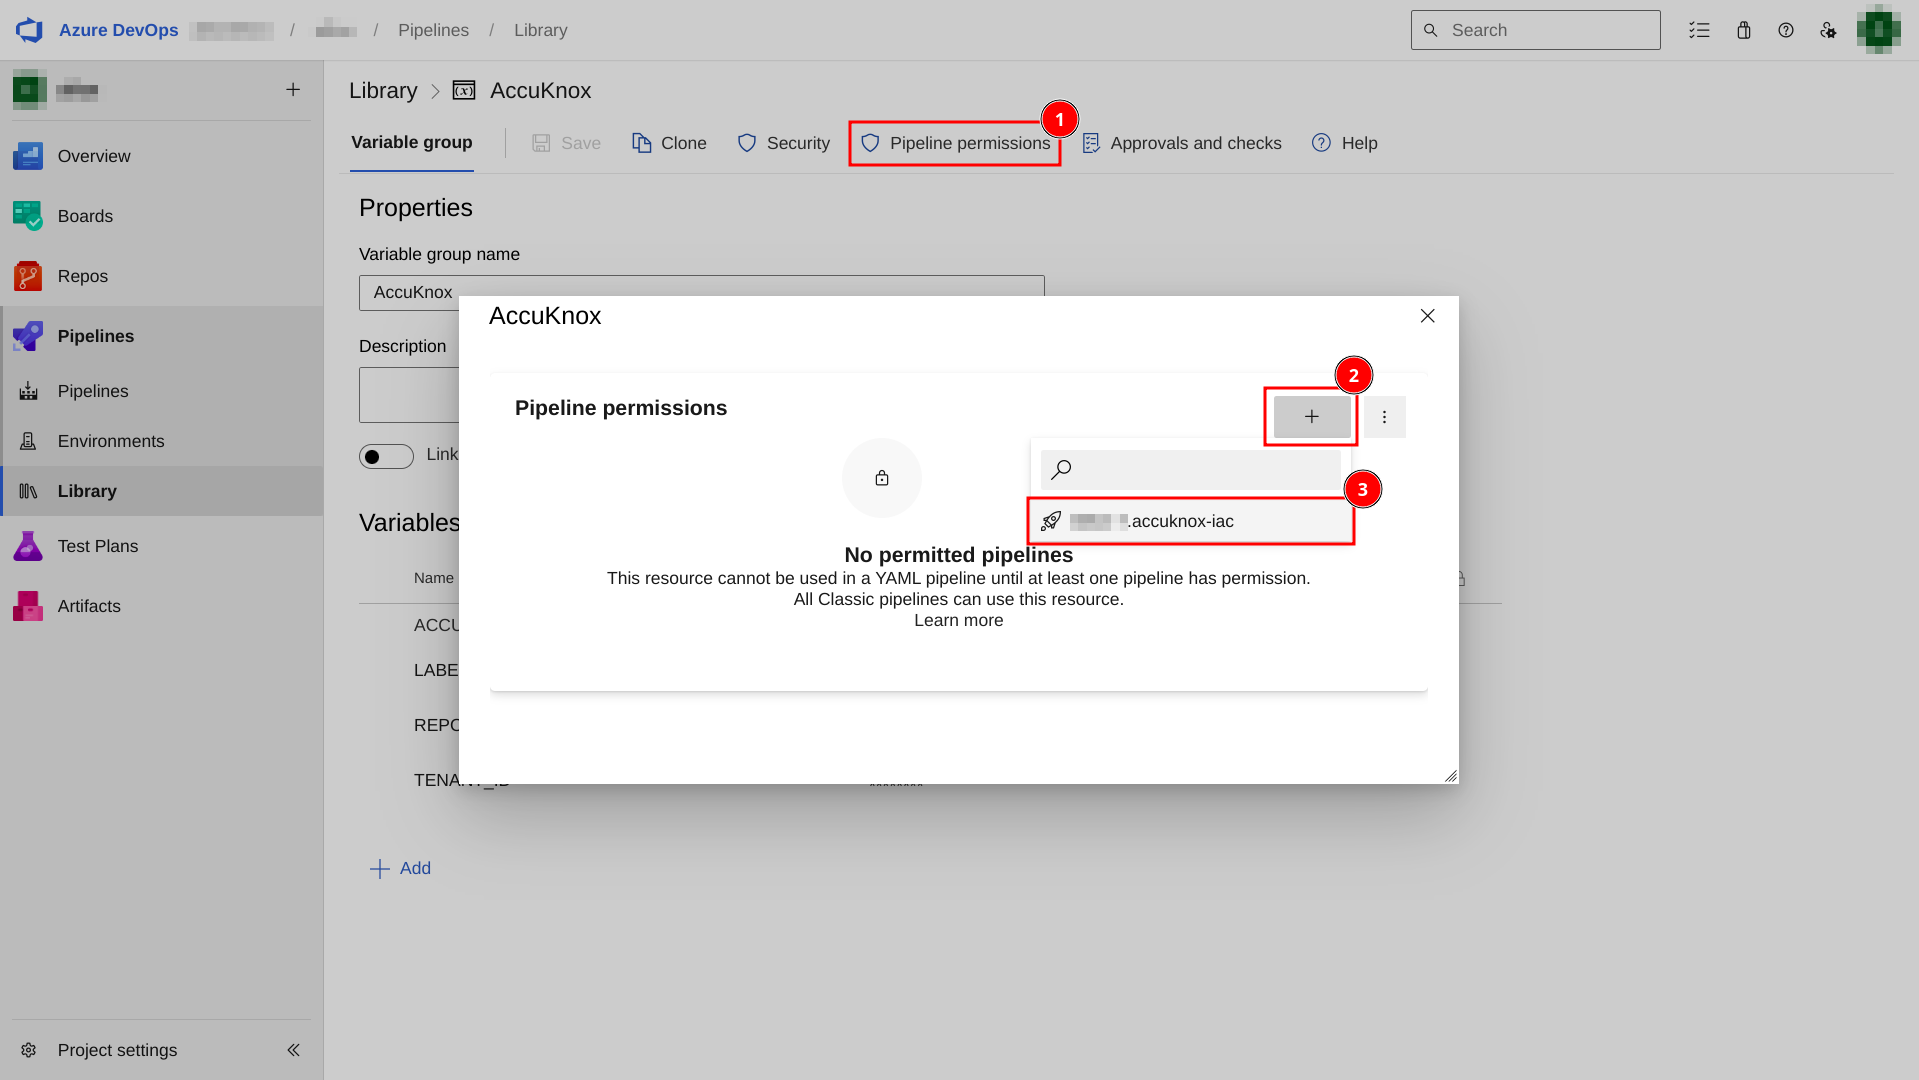 Azure DevOps / / Pipelines / Library
Search
Library > (x) AccuKnox
1
Variable group Save Clone Security Pipeline permissions Approvals and checks Help
Overview
Boards
Repos
Pipelines
Pipelines
Environments
Library
Test Plans
Artifacts
Project settings
Properties
Variable group name
AccuKnox
Description
Link
Variables
Name
ACCU
LABE
REPO
TENANT_ID
********
Add
AccuKnox
2
Pipeline permissions
3
.accuknox-iac
No permitted pipelines
This resource cannot be used in a YAML pipeline until at least one pipeline has permission.
All Classic pipelines can use this resource.
Learn more